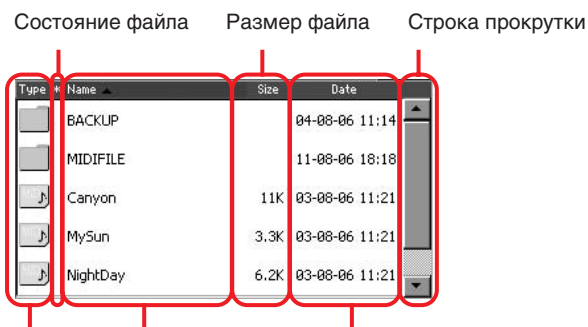 Состояние файла Размер файла Строка прокрутки
Type * Name Size Date
BACKUP 04-08-06 11:14
MIDIFILE 11-08-06 18:18
Canyon 11K 03-08-06 11:21
MySun 3.3K 03-08-06 11:21
NightDay 6.2K 03-08-06 11:21